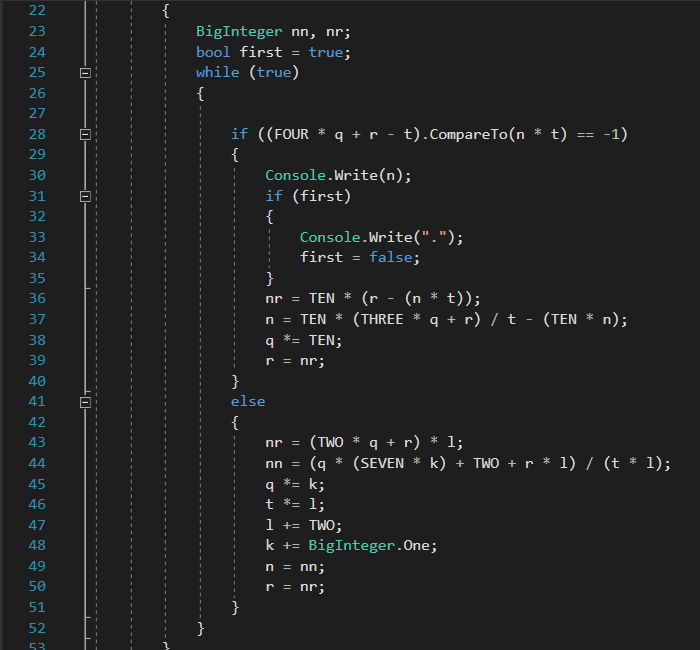 22 {
23 BigInteger nn, nr;
24 bool first = true;
25 while (true)
26 {
27
28 if ((FOUR * q + r - t).CompareTo(n * t) == -1)
29 {
30 Console.Write(n);
31 if (first)
32 {
33 Console.Write(".");
34 first = false;
35 }
36 nr = TEN * (r - (n * t));
37 n = TEN * (THREE * q + r) / t - (TEN * n);
38 q *= TEN;
39 r = nr;
40 }
41 else
42 {
43 nr = (TWO * q + r) * l;
44 nn = (q * (SEVEN * k) + TWO + r * l) / (t * l);
45 q *= k;
46 t *= l;
47 l += TWO;
48 k += BigInteger.One;
49 n = nn;
50 r = nr;
51 }
52 }
53 }